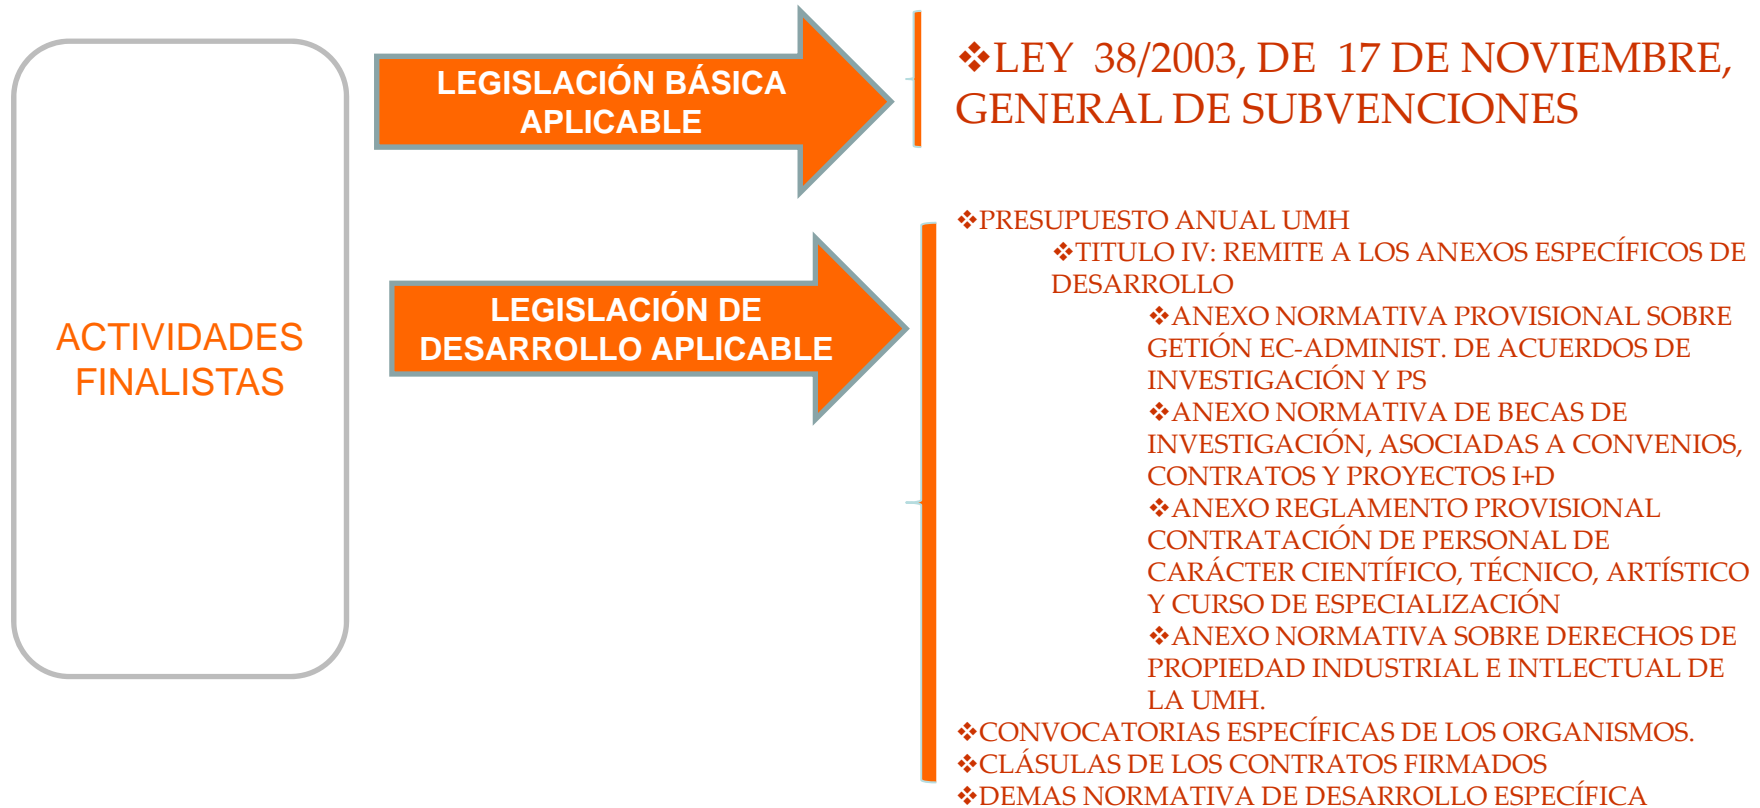 ACTIVIDADES
FINALISTAS
LEGISLACIÓN BÁSICA
APLICABLE
❖LEY 38/2003, DE 17 DE NOVIEMBRE,
GENERAL DE SUBVENCIONES
LEGISLACIÓN DE
DESARROLLO APLICABLE
❖PRESUPUESTO ANUAL UMH
❖TITULO IV: REMITE A LOS ANEXOS ESPECÍFICOS DE
DESARROLLO
❖ANEXO NORMATIVA PROVISIONAL SOBRE
GETIÓN EC-ADMINIST. DE ACUERDOS DE
INVESTIGACIÓN Y PS
❖ANEXO NORMATIVA DE BECAS DE
INVESTIGACIÓN, ASOCIADAS A CONVENIOS,
CONTRATOS Y PROYECTOS I+D
❖ANEXO REGLAMENTO PROVISIONAL
CONTRATACIÓN DE PERSONAL DE
CARÁCTER CIENTÍFICO, TÉCNICO, ARTÍSTICO
Y CURSO DE ESPECIALIZACIÓN
❖ANEXO NORMATIVA SOBRE DERECHOS DE
PROPIEDAD INDUSTRIAL E INTLECTUAL DE
LA UMH.
❖CONVOCATORIAS ESPECÍFICAS DE LOS ORGANISMOS.
❖CLÁSULAS DE LOS CONTRATOS FIRMADOS
❖DEMAS NORMATIVA DE DESARROLLO ESPECÍFICA